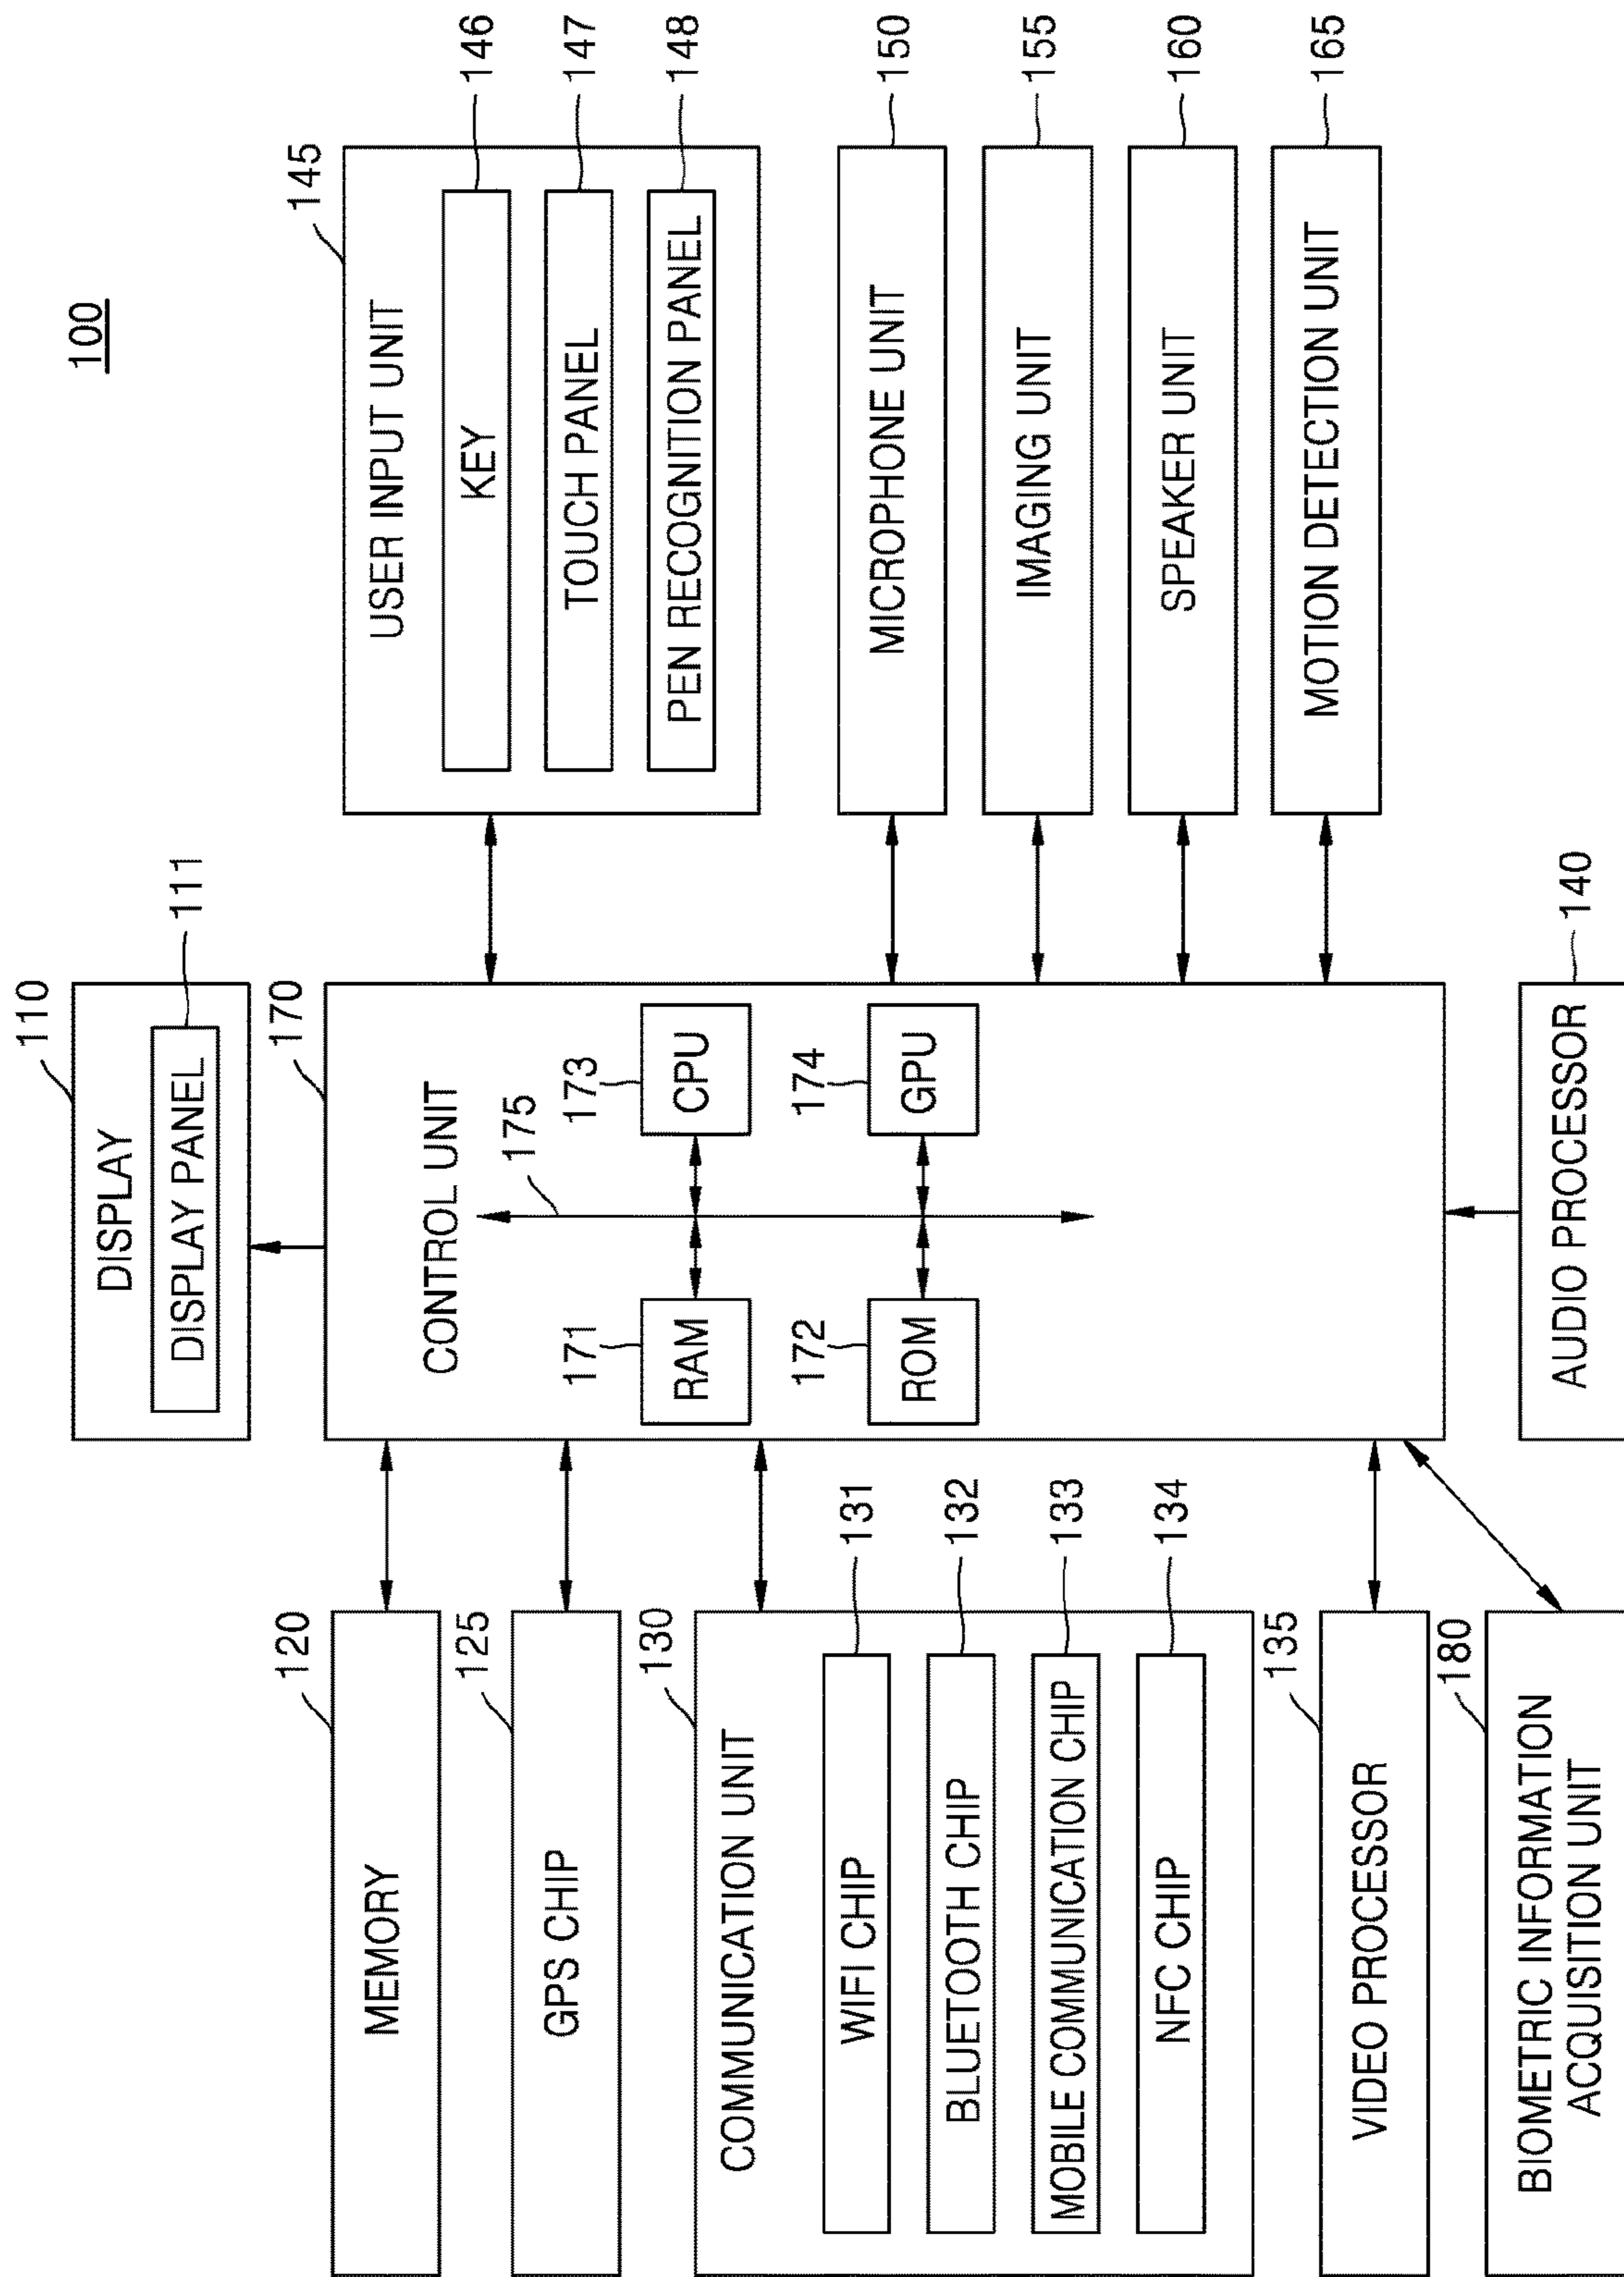 100
110
DISPLAY
DISPLAY PANEL
111
120
MEMORY
125
GPS CHIP
130
COMMUNICATION UNIT
WIFI CHIP
131
BLUETOOTH CHIP
132
MOBILE COMMUNICATION CHIP
133
NFC CHIP
134
135
VIDEO PROCESSOR
180
BIOMETRIC INFORMATION
ACQUISITION UNIT
170
CONTROL UNIT
175
171
RAM
173
CPU
172
ROM
174
GPU
140
AUDIO PROCESSOR
145
USER INPUT UNIT
KEY
146
TOUCH PANEL
147
PEN RECOGNITION PANEL
148
MICROPHONE UNIT
150
IMAGING UNIT
155
SPEAKER UNIT
160
MOTION DETECTION UNIT
165